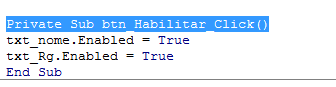 Private Sub btn_Habilitar_Click()
txt_nome.Enabled = True
txt_Rg.Enabled = True
End Sub